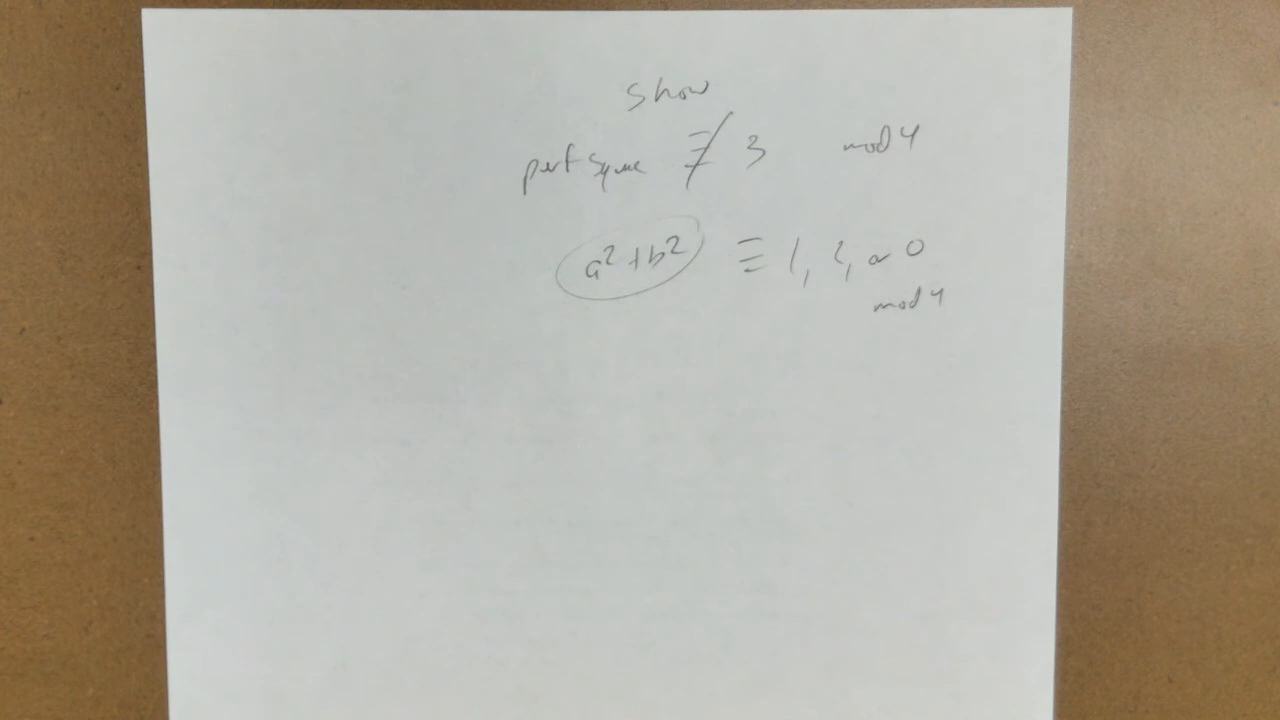 show
perf square ≢ 3 mod 4
a² + b² ≡ 1, 2, or 0
mod 4